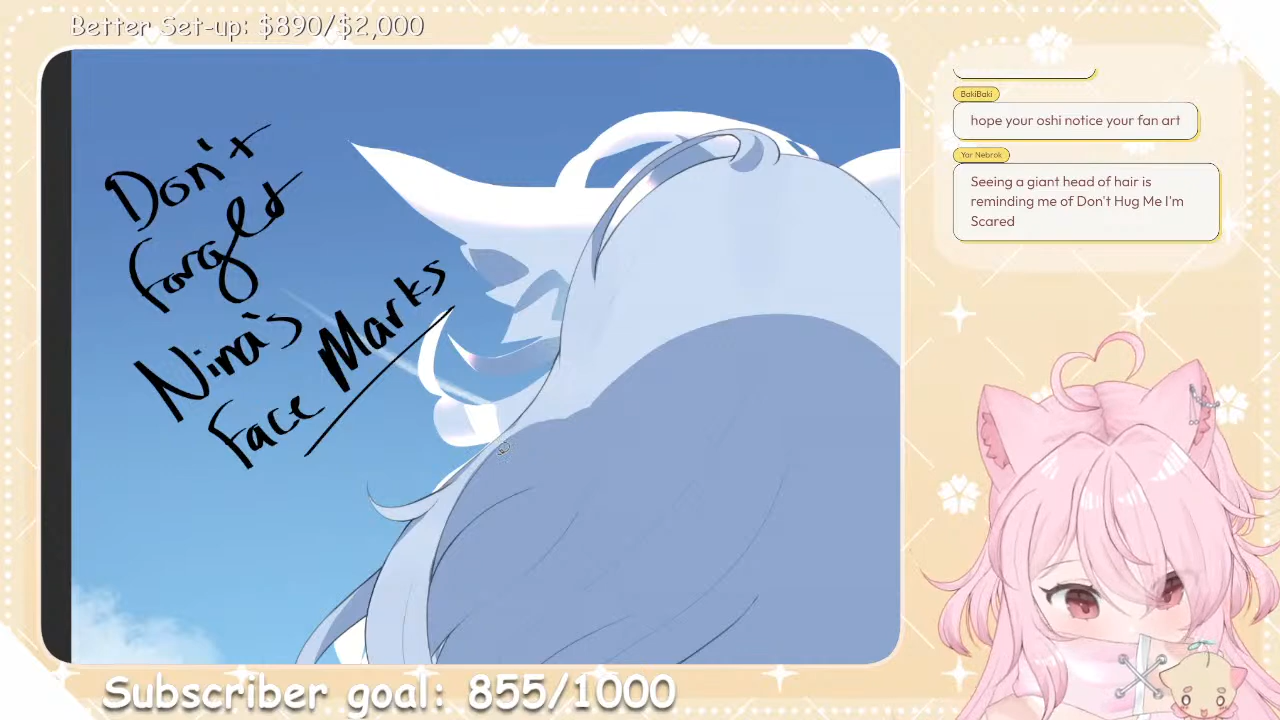 Better Set-up: $890/$2,000
Don't
forget
Nina's
Face Marks
BakiBaki
hope your oshi notice your fan art
Yar Nebrok
Seeing a giant head of hair is
reminding me of Don't Hug Me I'm
Scared
Subscriber goal: 855/1000